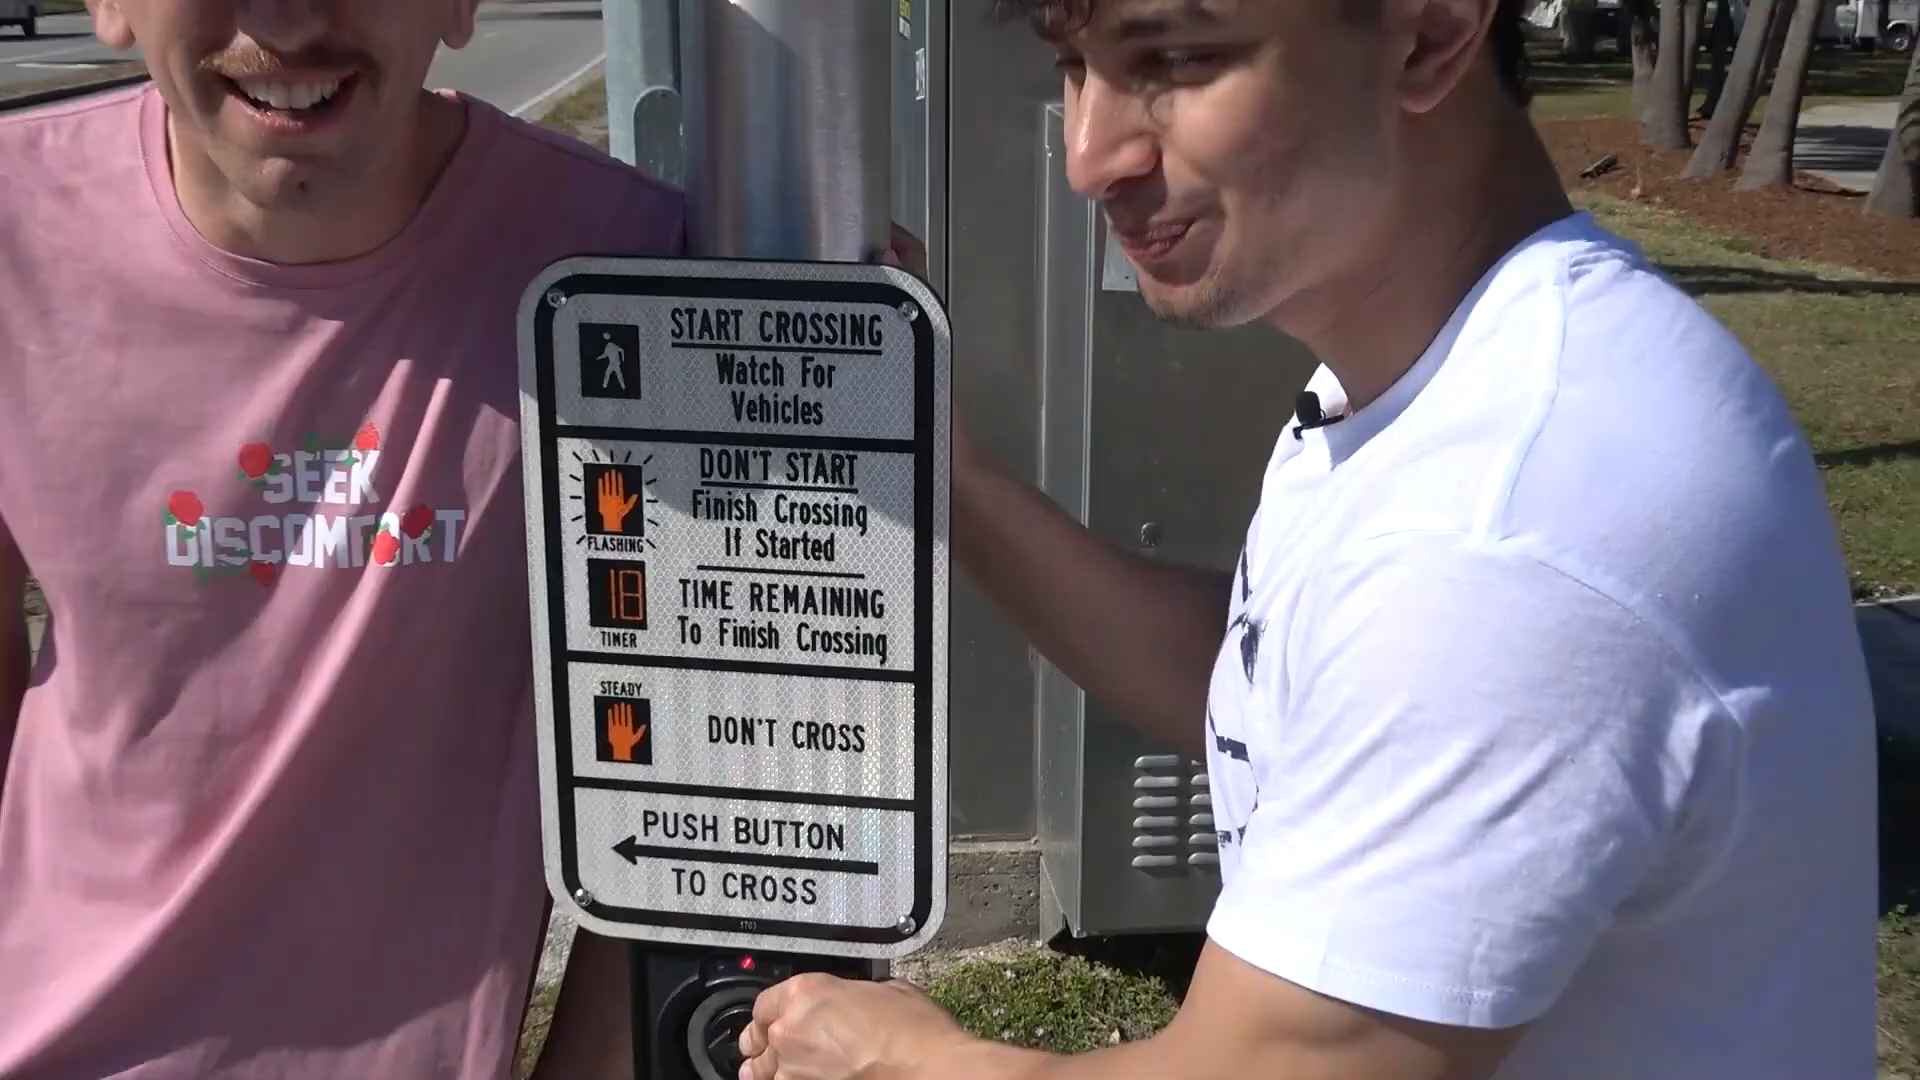 SEEK
DISCOMFORT
START CROSSING
Watch For
Vehicles
DON'T START
Finish Crossing
If Started
FLASHING
18
TIMER
TIME REMAINING
To Finish Crossing
STEADY
DON'T CROSS
PUSH BUTTON
TO CROSS